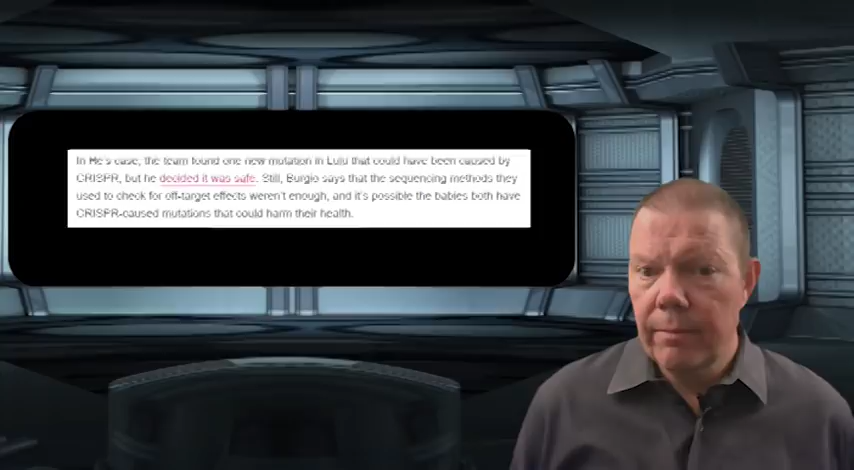 In He's case, the team found one new mutation in Lulu that could have been caused by
CRISPR, but he decided it was safe. Still, Burgio says that the sequencing methods they
used to check for off-target effects weren't enough, and it's possible the babies both have
CRISPR-caused mutations that could harm their health.